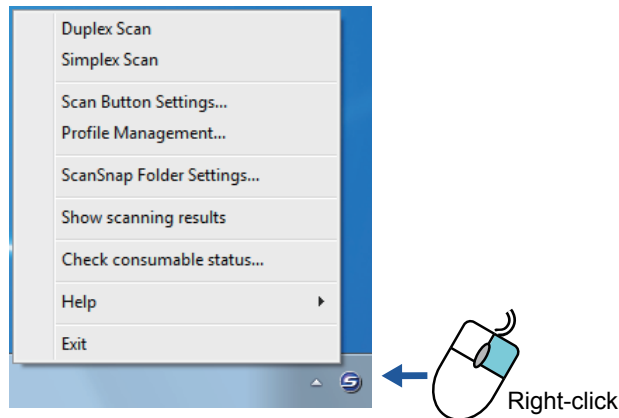 Duplex Scan
Simplex Scan
Scan Button Settings...
Profile Management...
ScanSnap Folder Settings...
Show scanning results
Check consumable status...
Help
Exit
S
Right-click